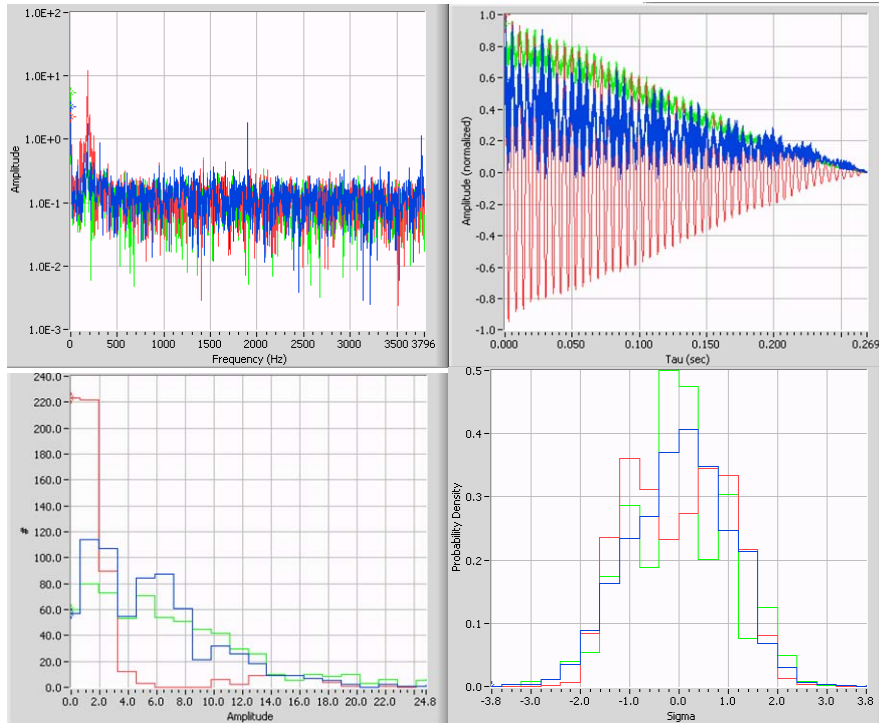 1.0E+2
1.0E+1
1.0E+0
1.0E-1
1.0E-2
1.0E-3
Amplitude
0 500 1000 1500 2000 2500 3000 3500 3796
Frequency (Hz)
1.0
0.8
0.6
0.4
0.2
0.0
-0.2
-0.4
-0.6
-0.8
-1.0
Amplitude (normalized)
0.000 0.050 0.100 0.150 0.200 0.269
Tau (sec)
240.0
220.0
200.0
180.0
160.0
140.0
120.0
100.0
80.0
60.0
40.0
20.0
0.0
#
0.0 2.0 4.0 6.0 8.0 10.0 12.0 14.0 16.0 18.0 20.0 22.0 24.8
Amplitude
0.5
0.4
0.3
0.2
0.1
0.0
Probability Density
-3.8 -3.0 -2.0 -1.0 0.0 1.0 2.0 3.0 3.8
Sigma